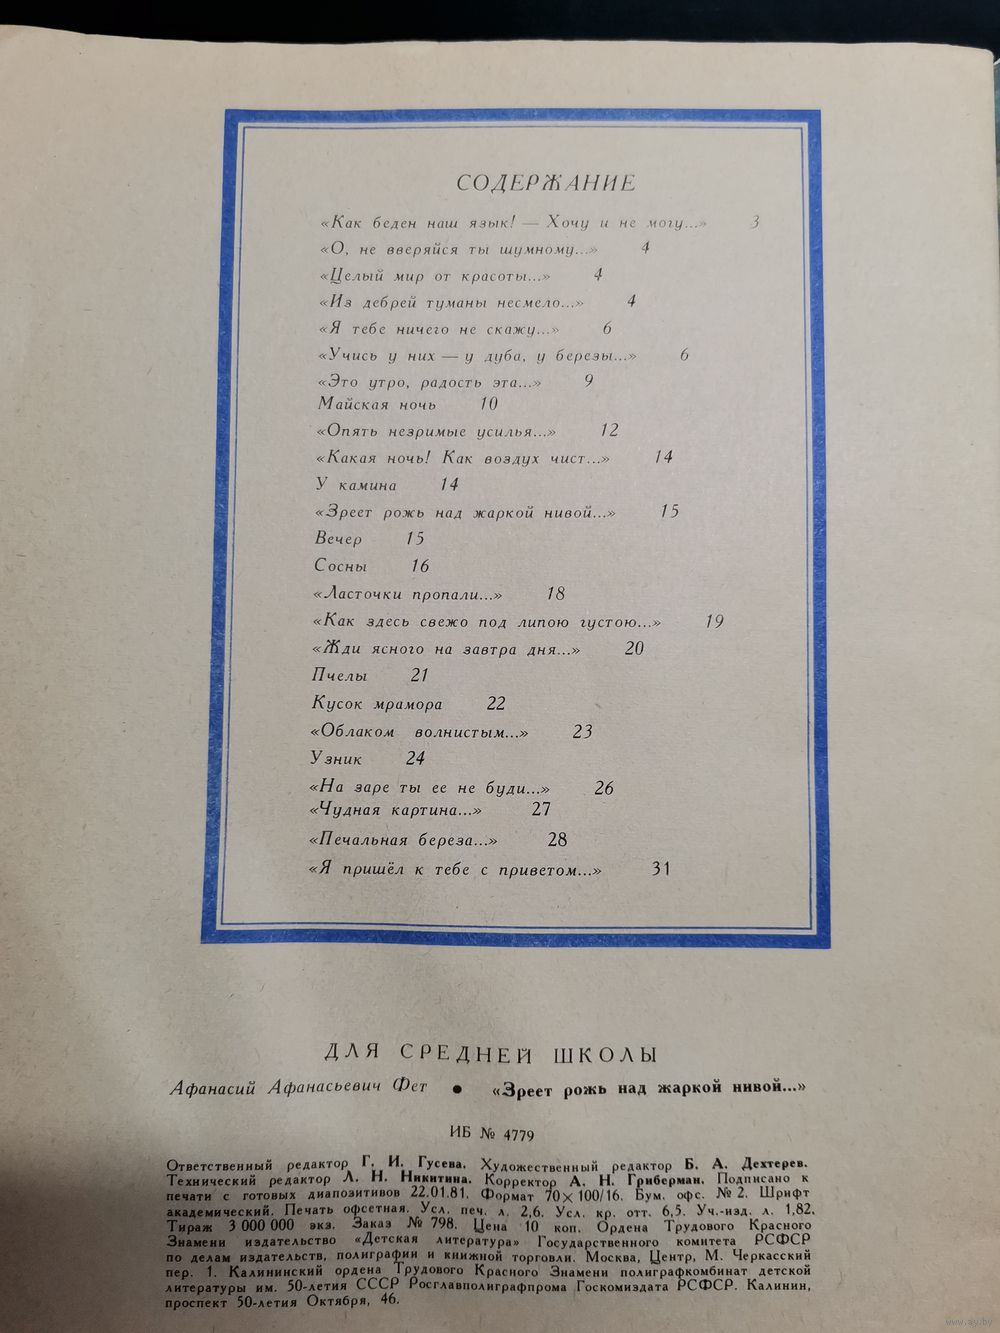 СОДЕРЖАНИЕ
«Как беден наш язык! — Хочу и не могу...» 3
«О, не вверяйся ты шумному...» 4
«Целый мир от красоты...» 4
«Из дебрей туманы несмело...» 4
«Я тебе ничего не скажу...» 6
«Учись у них — у дуба, у березы...» 6
«Это утро, радость эта...» 9
Майская ночь 10
«Опять незримые усилья...» 12
«Какая ночь! Как воздух чист...» 14
У камина 14
«Зреет рожь над жаркой нивой...» 15
Вечер 15
Сосны 16
«Ласточки пропали...» 18
«Как здесь свежо под липою густою...» 19
«Жди ясного на завтра дня...» 20
Пчелы 21
Кусок мрамора 22
«Облаком волнистым...» 23
Узник 24
«На заре ты ее не буди...» 26
«Чудная картина...» 27
«Печальная береза...» 28
«Я пришёл к тебе с приветом...» 31
ДЛЯ СРЕДНЕЙ ШКОЛЫ
Афанасий Афанасьевич Фет ● «Зреет рожь над жаркой нивой...»
ИБ № 4779
Ответственный редактор Г. И. Гусева. Художественный редактор Б. А. Дехтерев.
Технический редактор Л. Н. Никитина. Корректор А. Н. Гриберман. Подписано к
печати с готовых диапозитивов 22.01.81. Формат 70×100/16. Бум. офс. № 2. Шрифт
академический. Печать офсетная. Усл. печ. л. 2,6. Усл. кр. отт. 6,5. Уч.-изд. л. 1,82.
Тираж 3 000 000 экз. Заказ № 798. Цена 10 коп. Ордена Трудового Красного
Знамени издательство «Детская литература» Государственного комитета РСФСР
по делам издательств, полиграфии и книжной торговли. Москва, Центр, М. Черкасский
пер. 1. Калининский ордена Трудового Красного Знамени полиграфкомбинат детской
литературы им. 50-летия СССР Росглавполиграфпрома Госкомиздата РСФСР. Калинин,
проспект 50-летия Октября, 46.
www.ay.by